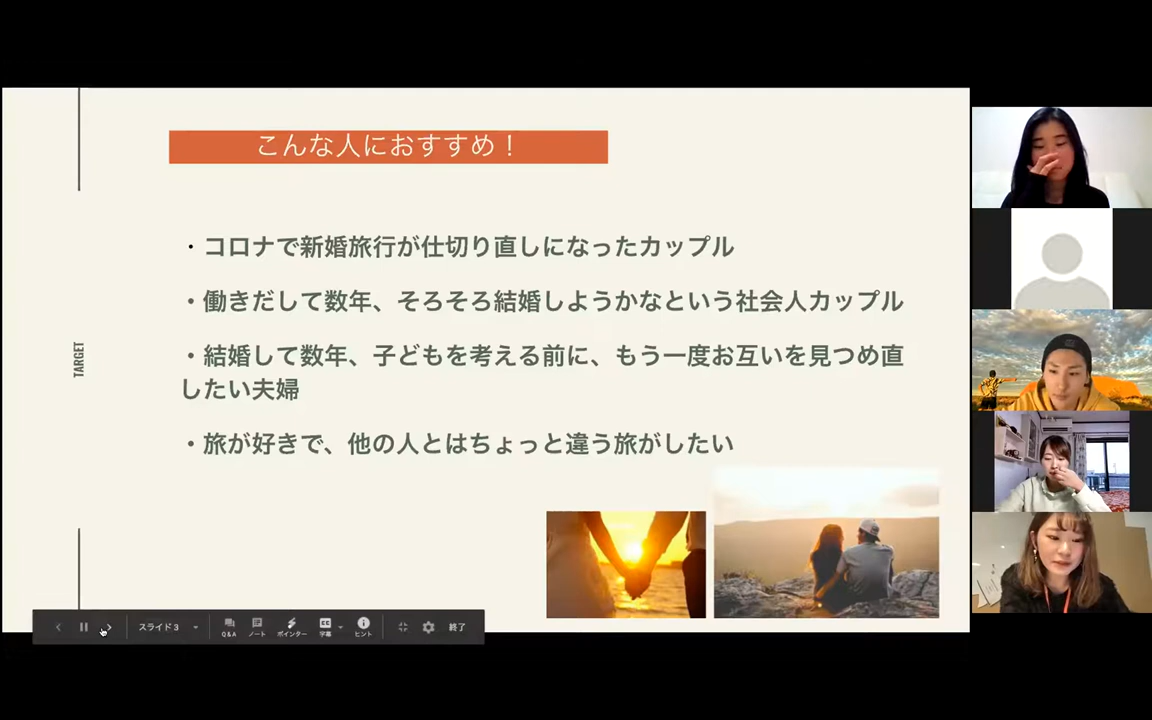 こんな人におすすめ！
・コロナで新婚旅行が仕切り直しになったカップル
・働きだして数年、そろそろ結婚しようかなという社会人カップル
・結婚して数年、子どもを考える前に、もう一度お互いを見つめ直
したい夫婦
・旅が好きで、他の人とはちょっと違う旅がしたい
TARGET
スライド 3
Q&A
ノート
ポインター
字幕
ヒント
終了